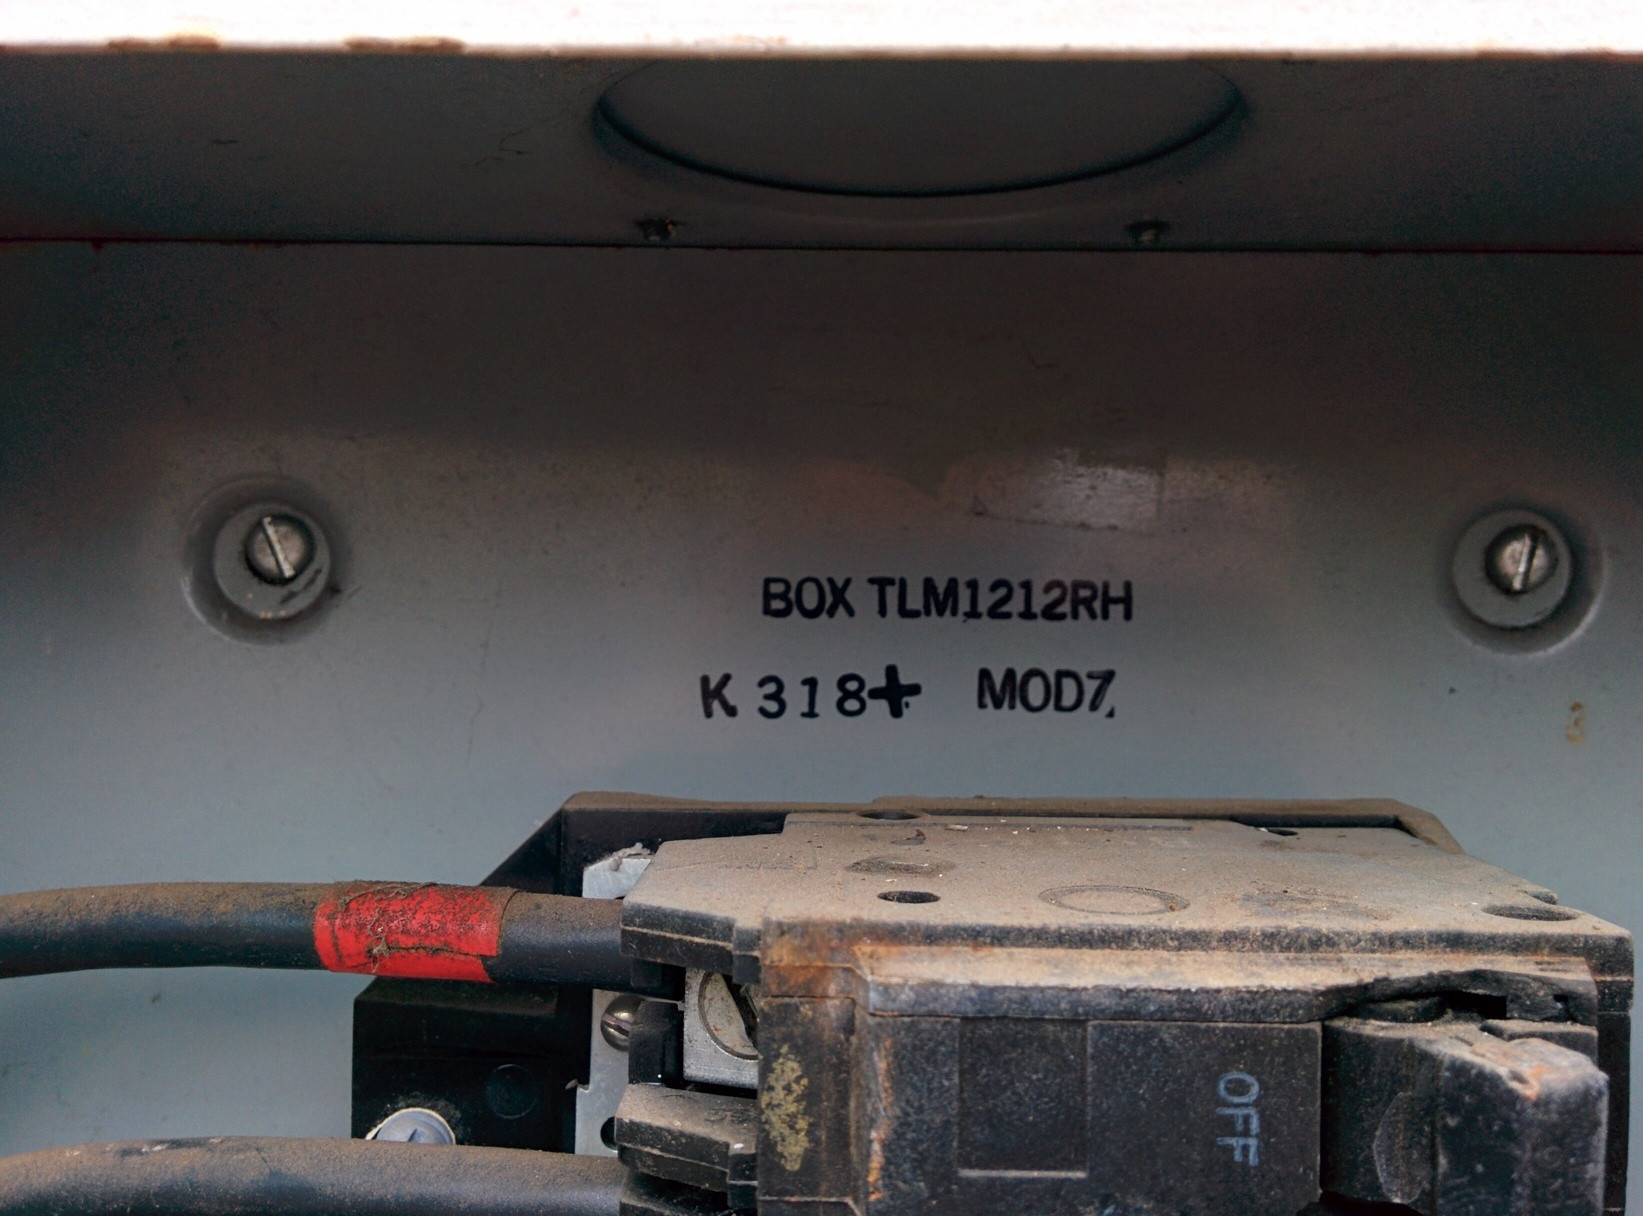 BOX TLM1212RH
K 318+ MOD7
OFF